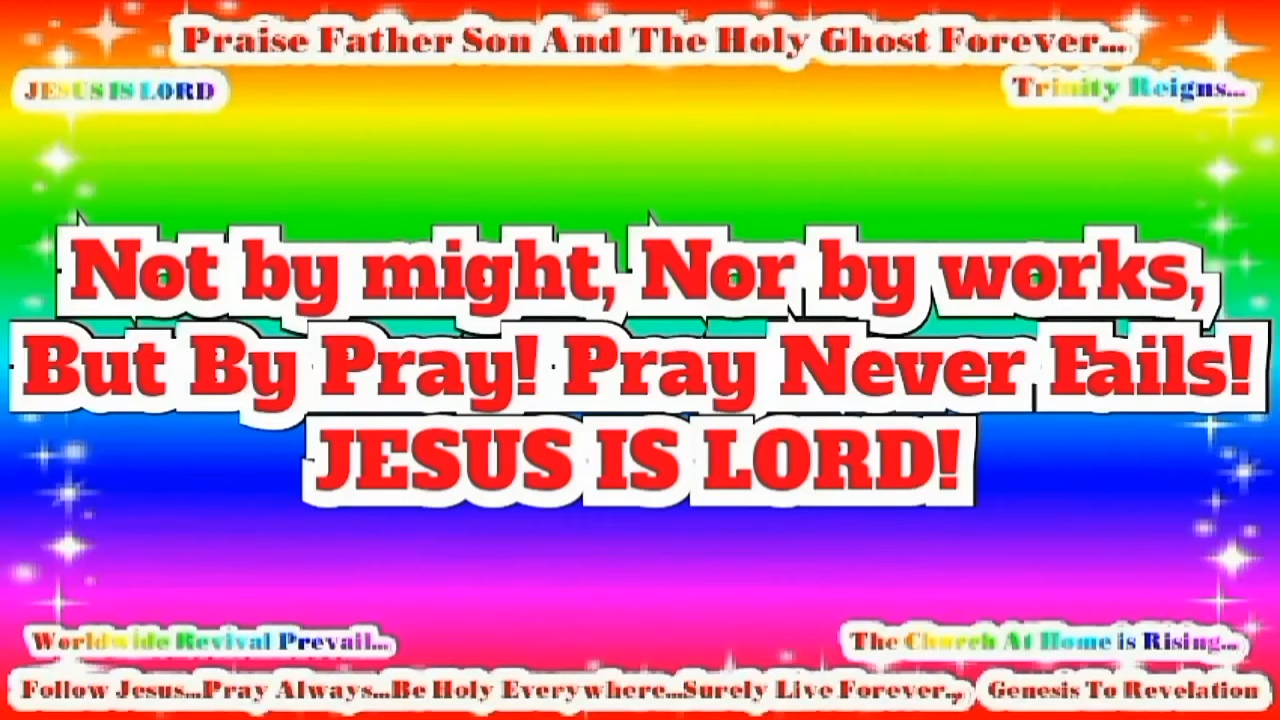 Praise Father Son And The Holy Ghost Forever...
JESUS IS LORD
Trinity Reigns...
Not by might, Nor by works,
But By Pray! Pray Never Fails!
JESUS IS LORD!
Worldwide Revival Prevail...
The Church At Home is Rising...
Follow Jesus...Pray Always...Be Holy Everywhere...Surely Live Forever..,
Genesis To Revelation